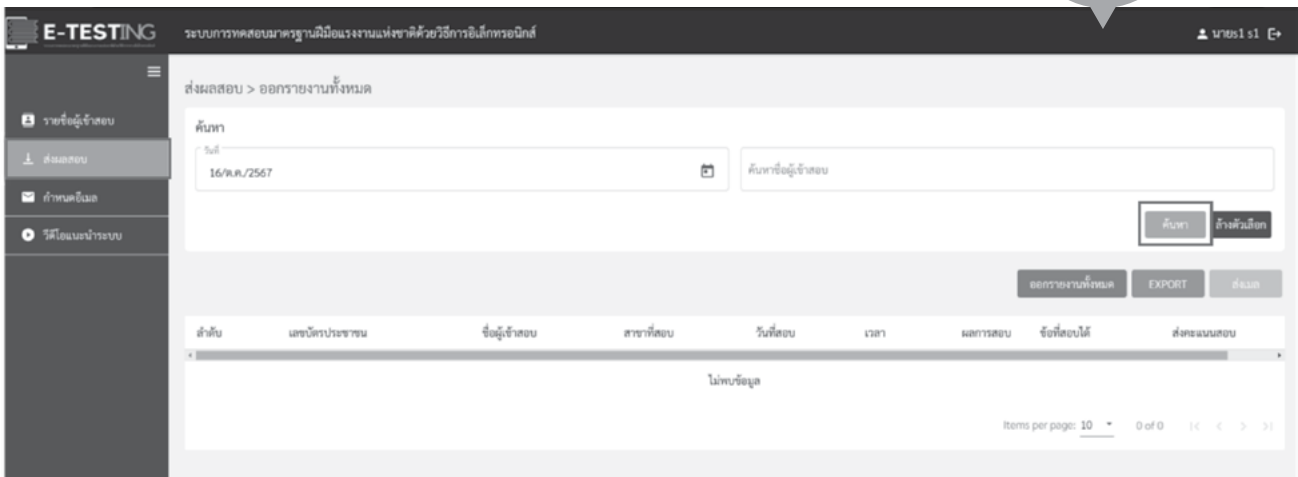 E-TESTING
ระบบการทดสอบมาตรฐานฝีมือแรงงานแห่งชาติด้วยวิธีการอิเล็กทรอนิกส์
นายs1 s1
ส่งผลสอบ > ออกรายงานทั้งหมด
รายชื่อผู้เข้าสอบ
ส่งผลสอบ
กำหนดอีเมล
วีดีโอแนะนำระบบ
ค้นหา
วันที่
16/ต.ค./2567
ค้นหาชื่อผู้เข้าสอบ
ค้นหา ล้างตัวเลือก
ออกรายงานทั้งหมด EXPORT ส่งเมล
ลำดับ เลขบัตรประชาชน ชื่อผู้เข้าสอบ สาขาที่สอบ วันที่สอบ เวลา ผลการสอบ ข้อที่สอบได้ ส่งคะแนนสอบ
ไม่พบข้อมูล
Items per page: 10 0 of 0